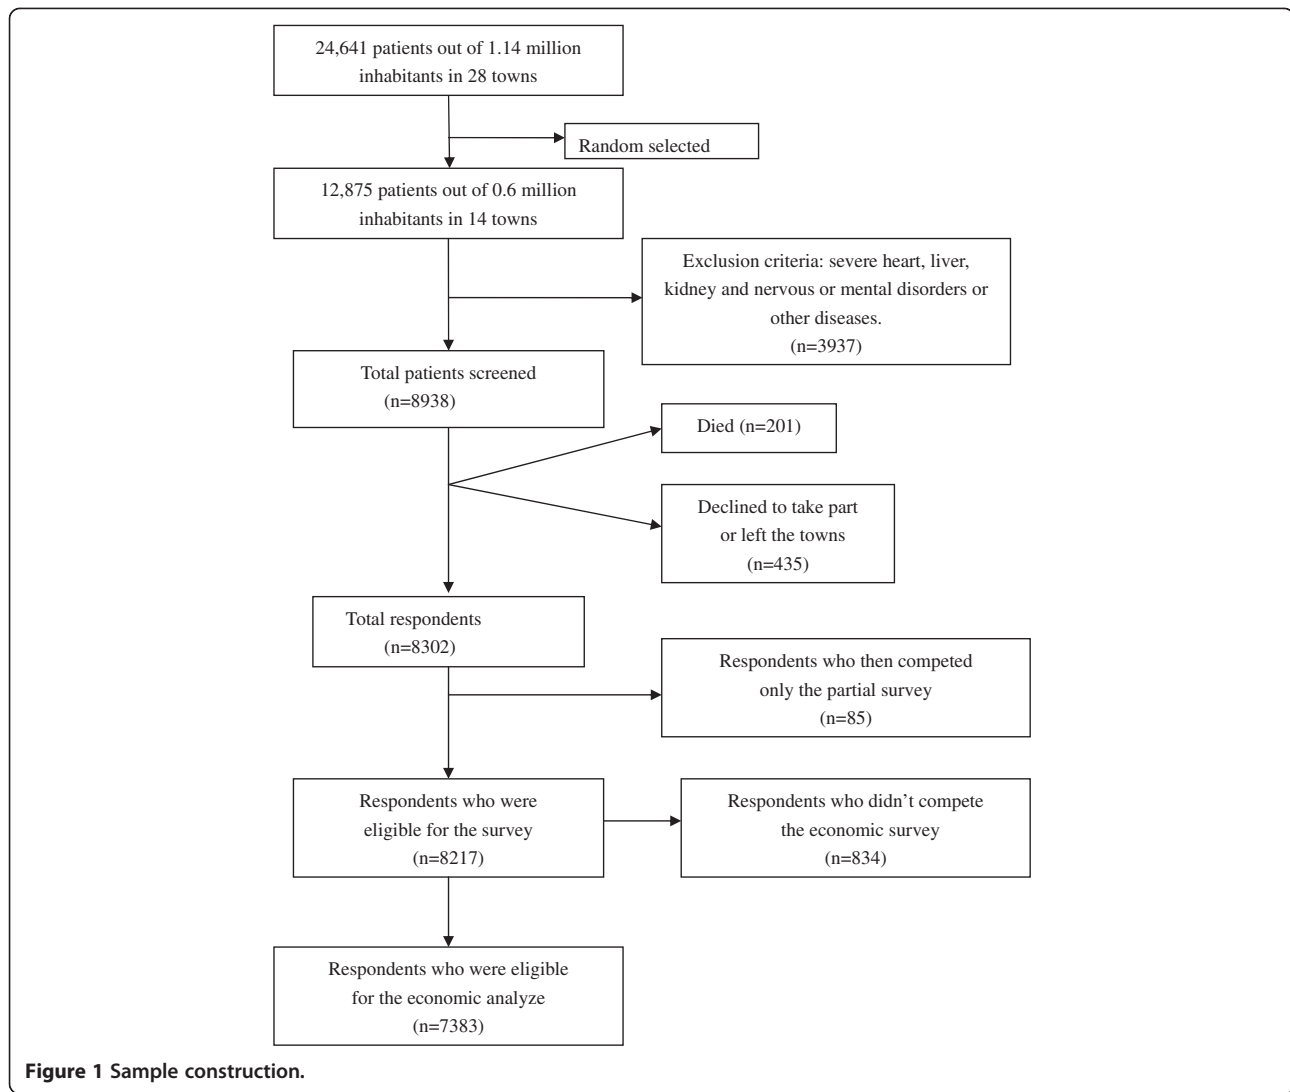 24,641 patients out of 1.14 million
inhabitants in 28 towns
Random selected
12,875 patients out of 0.6 million
inhabitants in 14 towns
Exclusion criteria: severe heart, liver,
kidney and nervous or mental disorders or
other diseases.
(n=3937)
Total patients screened
(n=8938)
Died (n=201)
Declined to take part
or left the towns
(n=435)
Total respondents
(n=8302)
Respondents who then competed
only the partial survey
(n=85)
Respondents who were
eligible for the survey
(n=8217)
Respondents who didn't compete
the economic survey
(n=834)
Respondents who were eligible
for the economic analyze
(n=7383)
Figure 1 Sample construction.